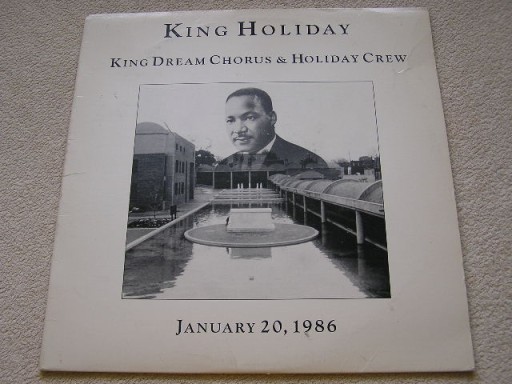 King Holiday
King Dream Chorus & Holiday Crew
January 20, 1986